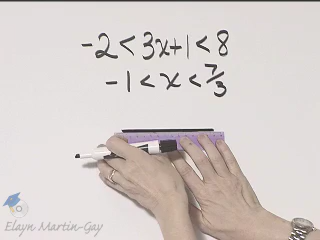 -2 < 3x+1 < 8
-1 < x < 7/3
Elayn Martin-Gay